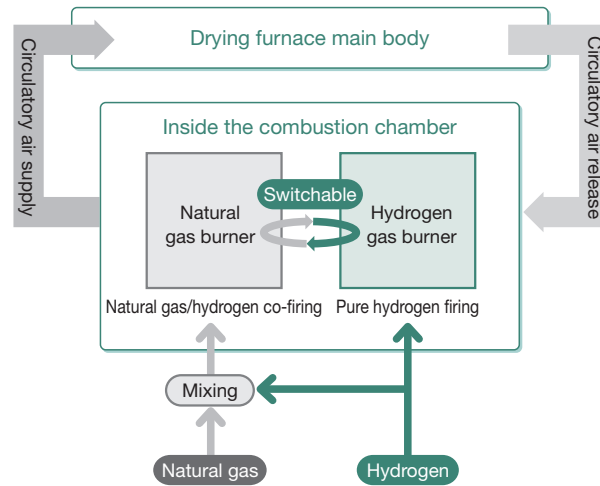 Drying furnace main body
Circulatory air supply
Circulatory air release
Inside the combustion chamber
Switchable
Natural
gas burner
Hydrogen
gas burner
Natural gas/hydrogen co-firing
Pure hydrogen firing
Mixing
Natural gas
Hydrogen